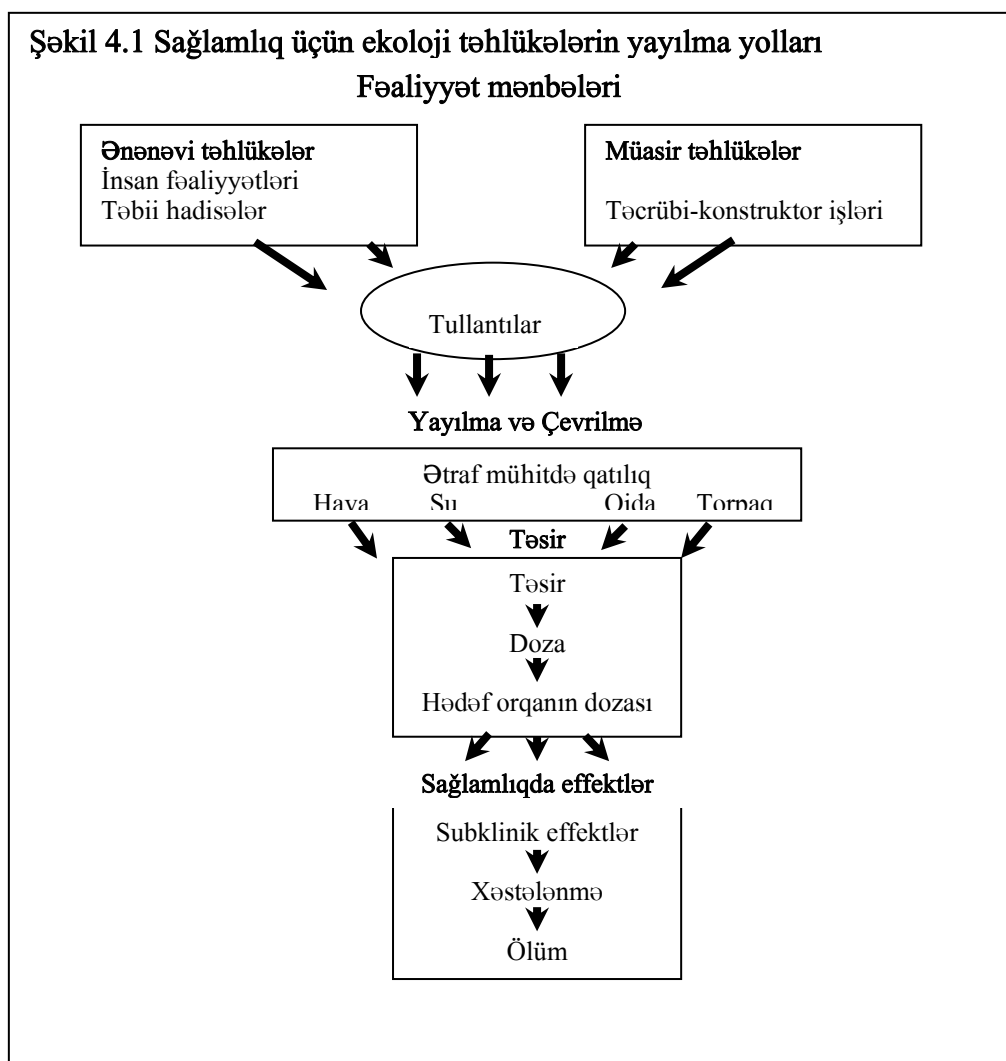 Şəkil 4.1 Sağlamlıq üçün ekoloji təhlükələrin yayılma yolları
Fəaliyyət mənbələri
Ənənəvi təhlükələr
İnsan fəaliyyətləri
Təbii hadisələr
Müasir təhlükələr
Təcrübi-konstruktor işləri
Tullantılar
Yayılma və Çevrilmə
Ətraf mühitdə qatılıq
Hava Su Qida Torpaq
Təsir
Təsir
Doza
Hədəf orqanın dozası
Sağlamlıqda effektlər
Subklinik effektlər
Xəstələnmə
Ölüm